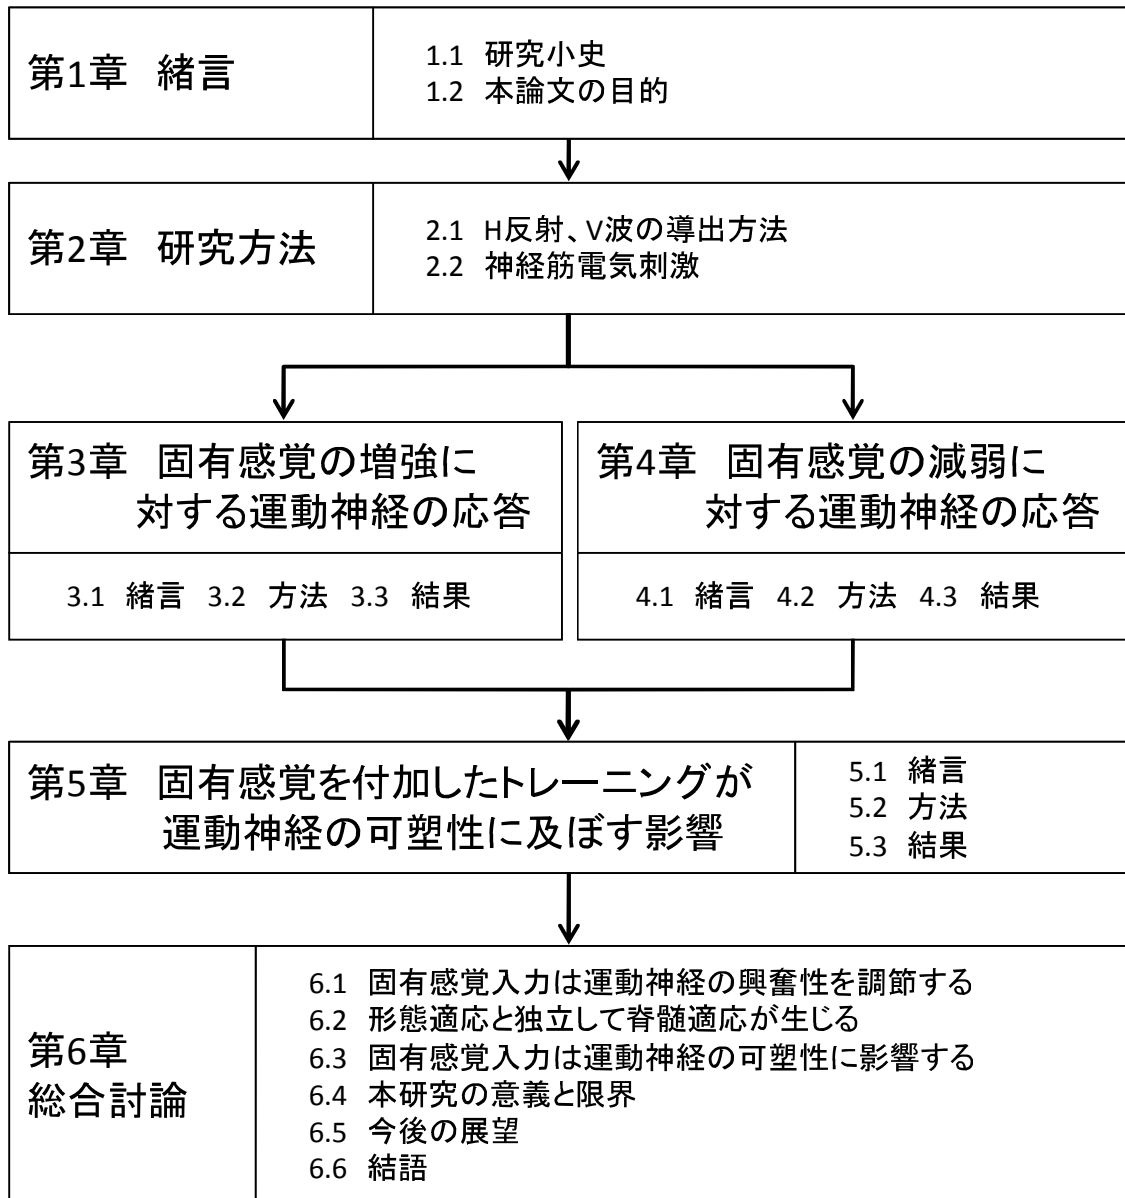 第1章　緒言
1.1 研究小史
1.2 本論文の目的
第2章　研究方法
2.1 H反射、V波の導出方法
2.2 神経筋電気刺激
第3章　固有感覚の増強に
対する運動神経の応答
3.1 緒言 3.2 方法 3.3 結果
第4章　固有感覚の減弱に
対する運動神経の応答
4.1 緒言 4.2 方法 4.3 結果
第5章　固有感覚を付加したトレーニングが
運動神経の可塑性に及ぼす影響
5.1 緒言
5.2 方法
5.3 結果
第6章
総合討論
6.1 固有感覚入力は運動神経の興奮性を調節する
6.2 形態適応と独立して脊髄適応が生じる
6.3 固有感覚入力は運動神経の可塑性に影響する
6.4 本研究の意義と限界
6.5 今後の展望
6.6 結語